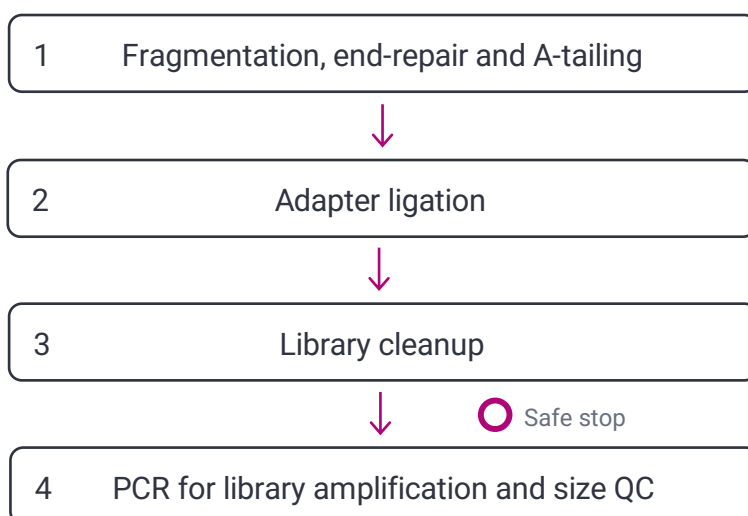 1 Fragmentation, end-repair and A-tailing
2 Adapter ligation
3 Library cleanup
Safe stop
4 PCR for library amplification and size QC